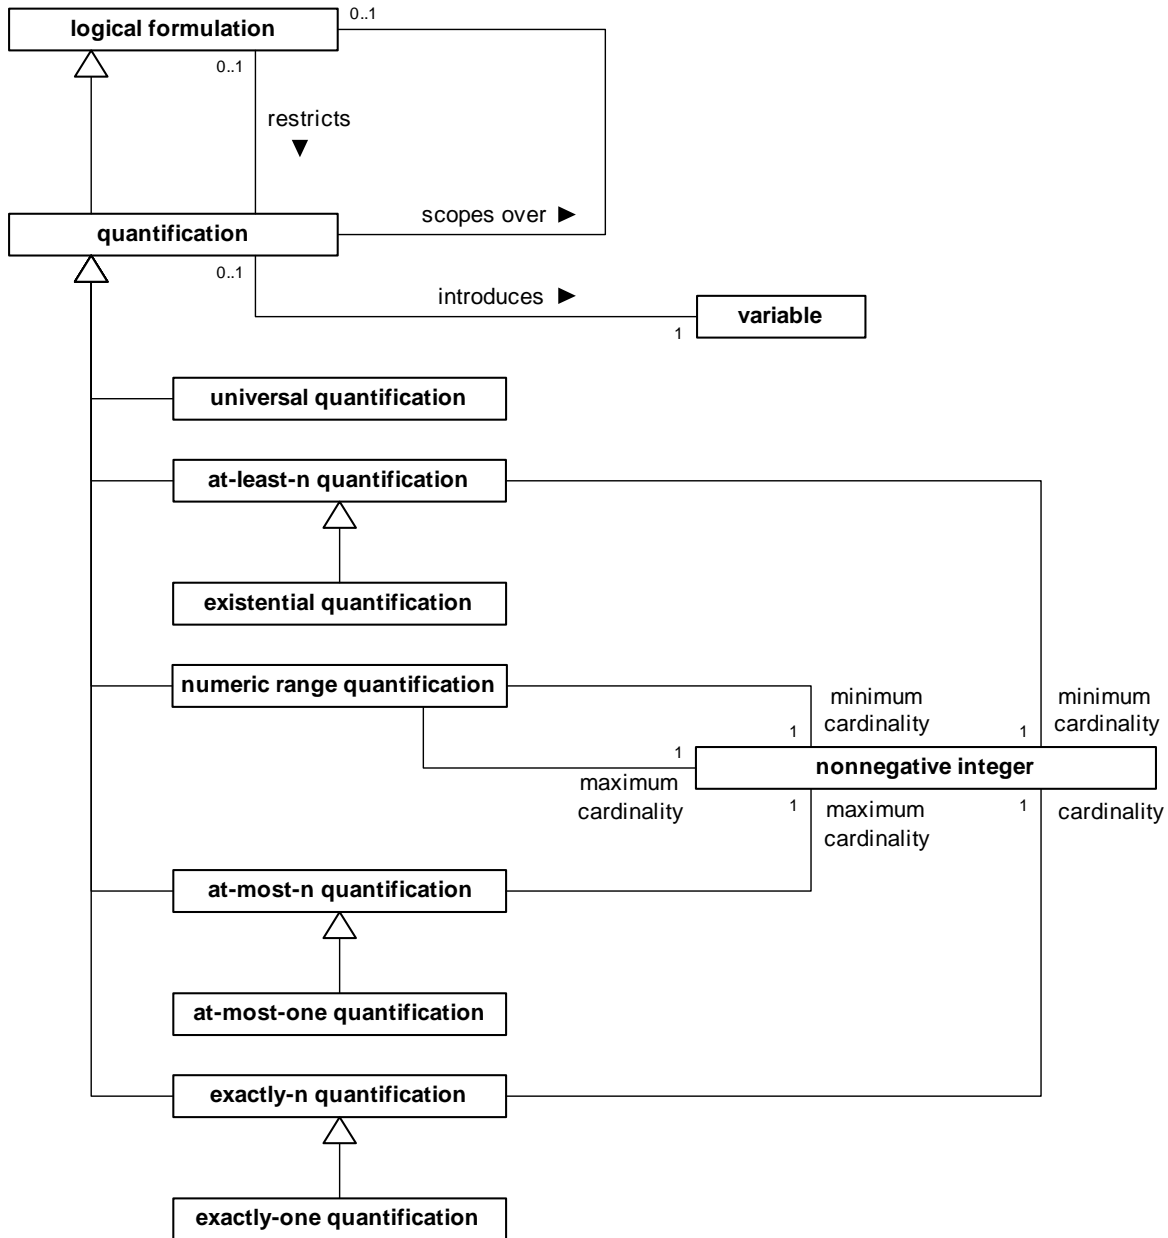 0..1
logical formulation
0..1
restricts
▼
scopes over ►
quantification
0..1
introduces ►
variable
1
universal quantification
at-least-n quantification
existential quantification
numeric range quantification
minimum
cardinality
1
minimum
cardinality
1
1
nonnegative integer
maximum
cardinality
1
maximum
cardinality
1
cardinality
at-most-n quantification
at-most-one quantification
exactly-n quantification
exactly-one quantification